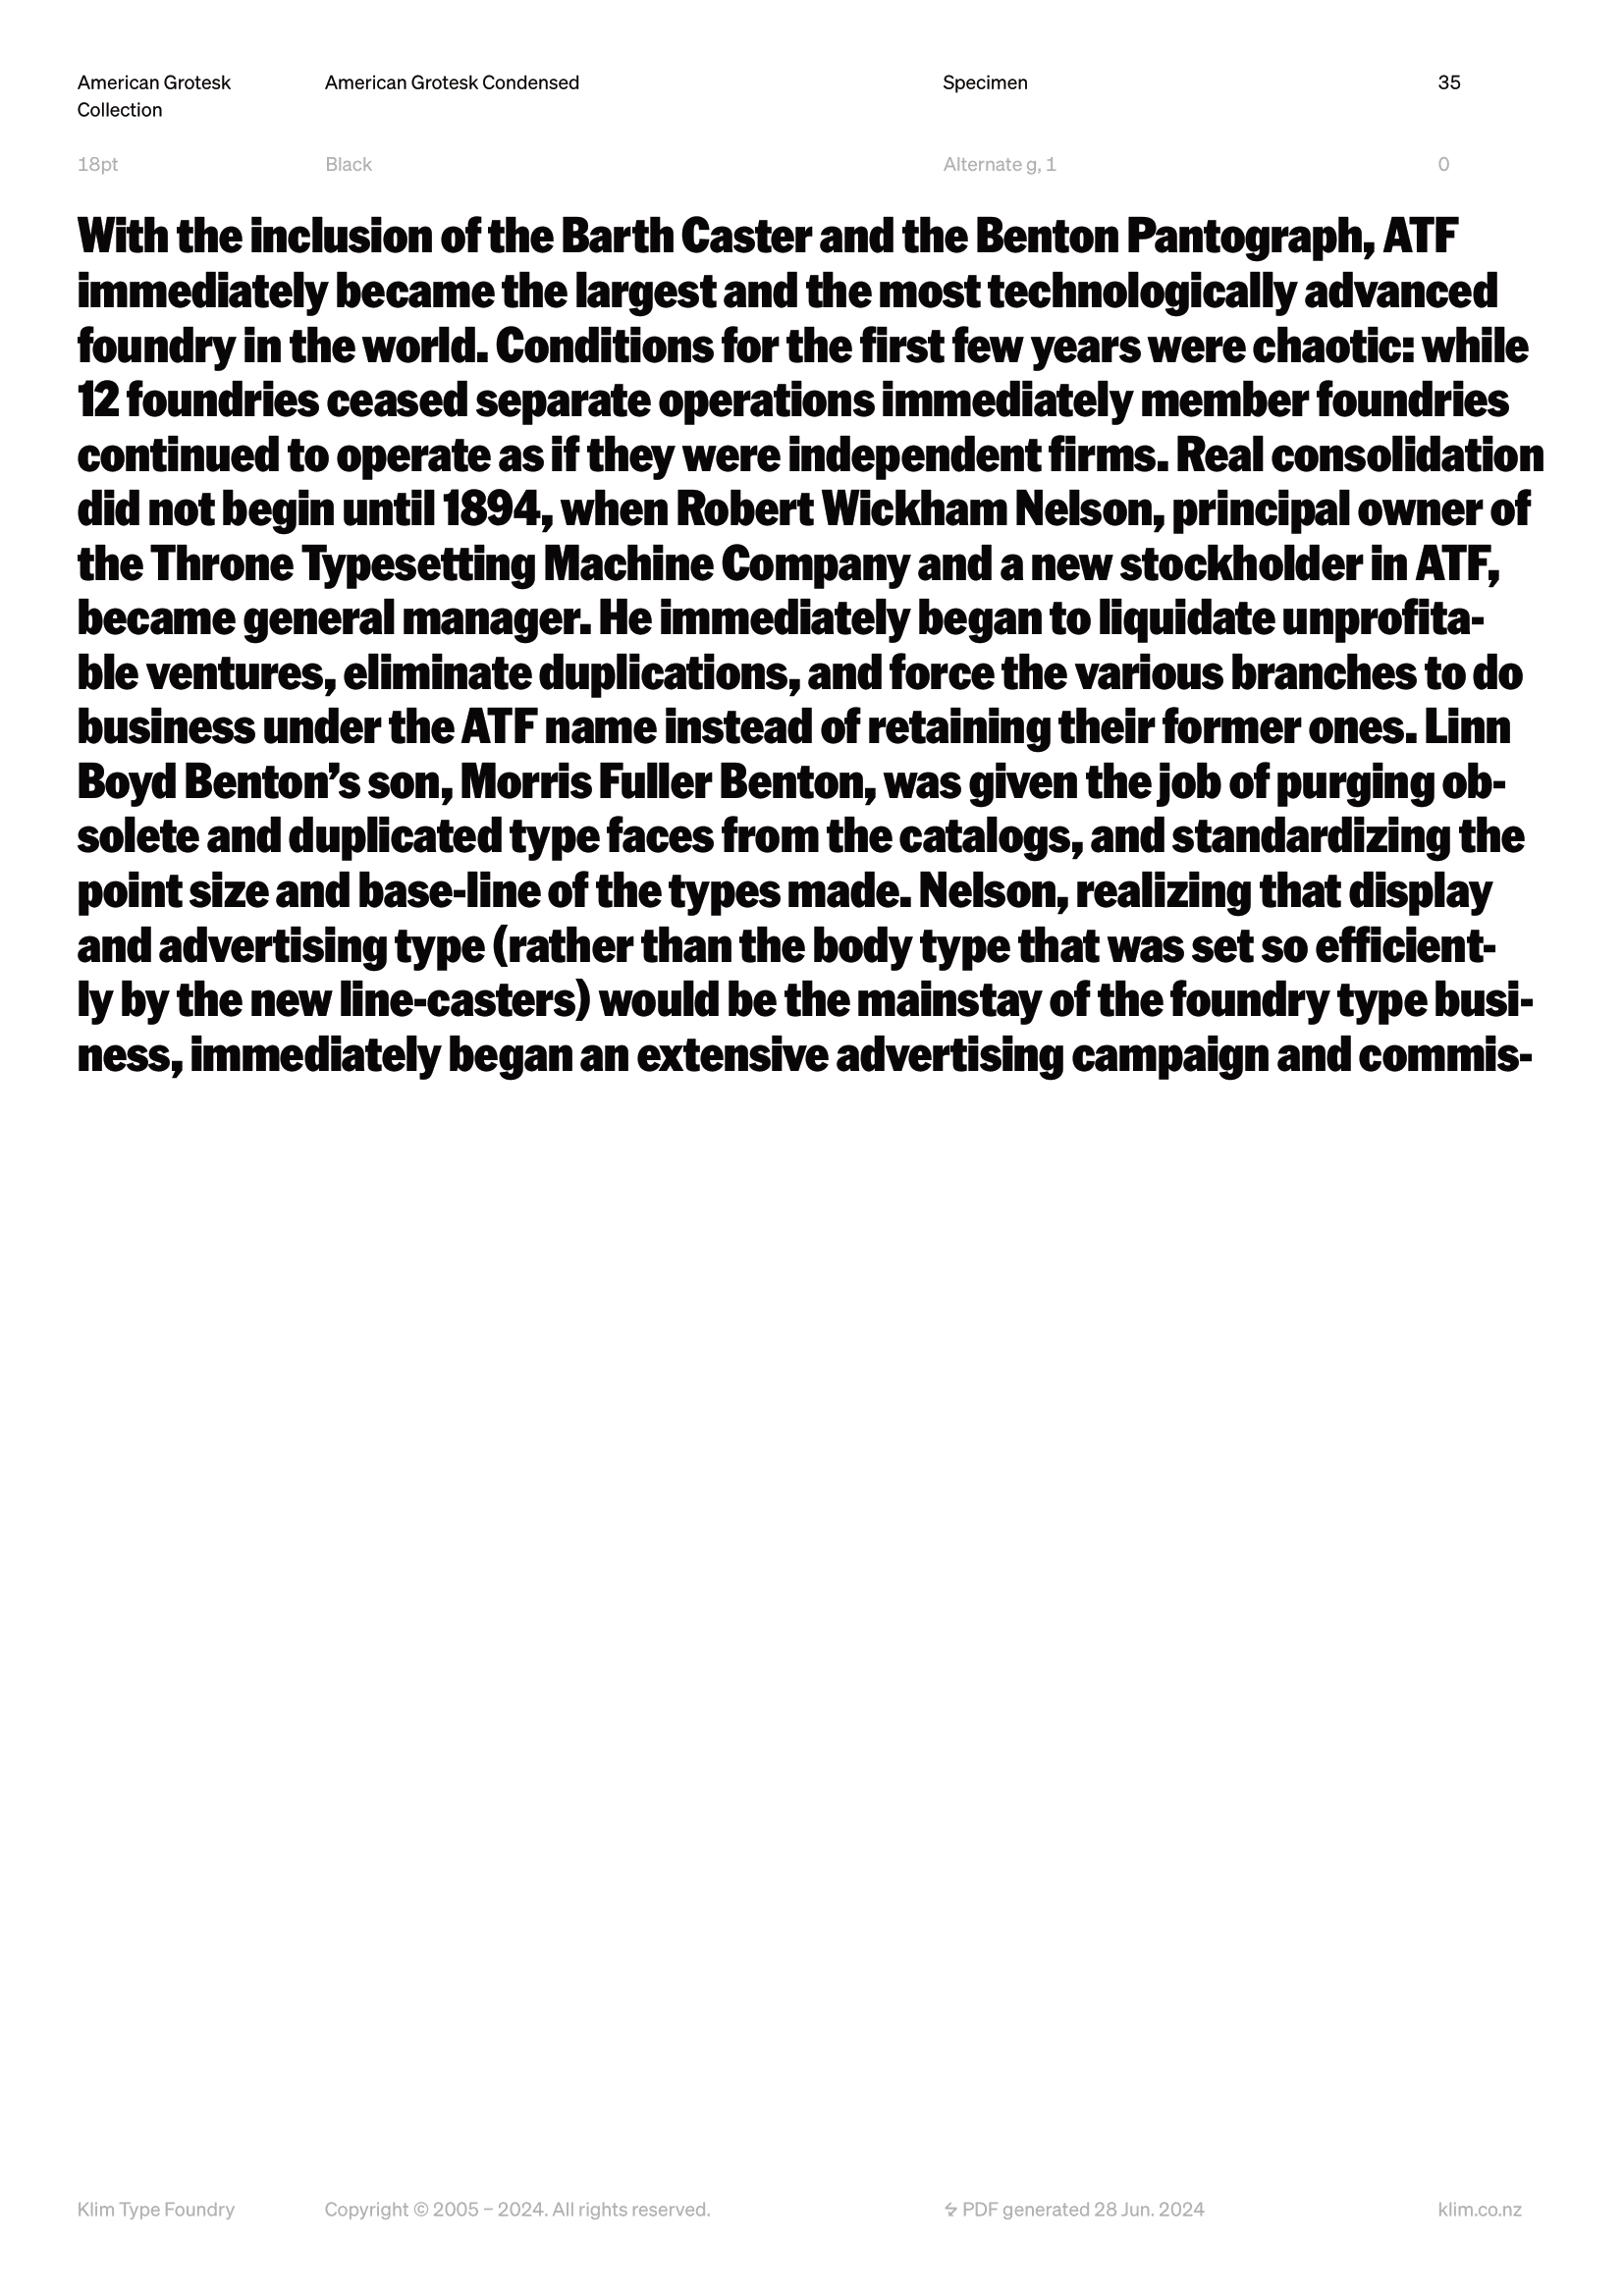 American Grotesk Collection
American Grotesk Condensed
Specimen
35
18pt
Black
Alternate g, 1
0
With the inclusion of the Barth Caster and the Benton Pantograph, ATF
immediately became the largest and the most technologically advanced
foundry in the world. Conditions for the first few years were chaotic: while
12 foundries ceased separate operations immediately member foundries
continued to operate as if they were independent firms. Real consolidation
did not begin until 1894, when Robert Wickham Nelson, principal owner of
the Throne Typesetting Machine Company and a new stockholder in ATF,
became general manager. He immediately began to liquidate unprofita-
ble ventures, eliminate duplications, and force the various branches to do
business under the ATF name instead of retaining their former ones. Linn
Boyd Benton’s son, Morris Fuller Benton, was given the job of purging ob-
solete and duplicated type faces from the catalogs, and standardizing the
point size and base-line of the types made. Nelson, realizing that display
and advertising type (rather than the body type that was set so efficient-
ly by the new line-casters) would be the mainstay of the foundry type busi-
ness, immediately began an extensive advertising campaign and commis-
Klim Type Foundry
Copyright © 2005 – 2024. All rights reserved.
PDF generated 28 Jun. 2024
klim.co.nz